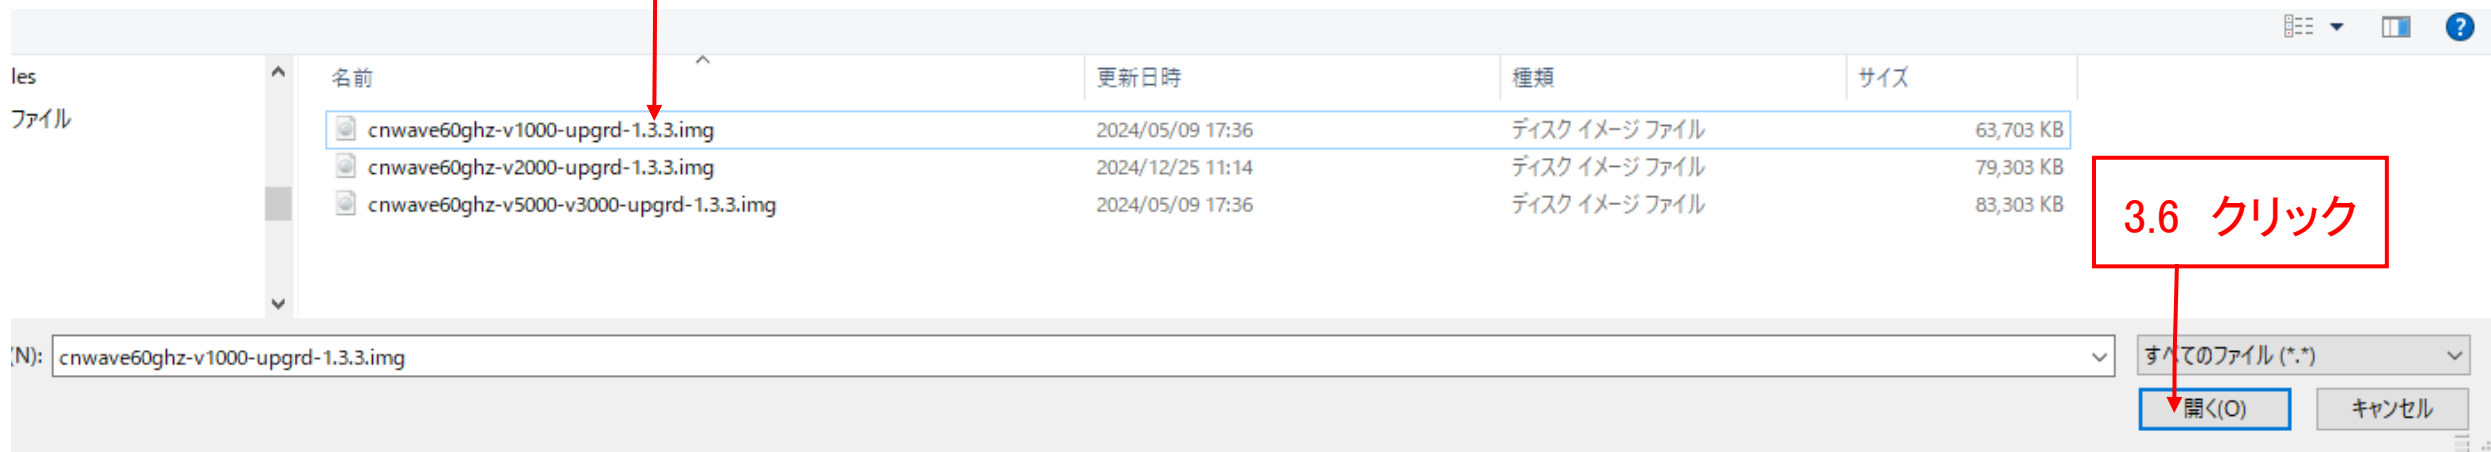 les
ファイル
名前 更新日時 種類 サイズ
cnwave60ghz-v1000-upgrd-1.3.3.img 2024/05/09 17:36 ディスク イメージ ファイル 63,703 KB
cnwave60ghz-v2000-upgrd-1.3.3.img 2024/12/25 11:14 ディスク イメージ ファイル 79,303 KB
cnwave60ghz-v5000-v3000-upgrd-1.3.3.img 2024/05/09 17:36 ディスク イメージ ファイル 83,303 KB
3.6 クリック
(N): cnwave60ghz-v1000-upgrd-1.3.3.img すべてのファイル (*.*)
開く(O) キャンセル